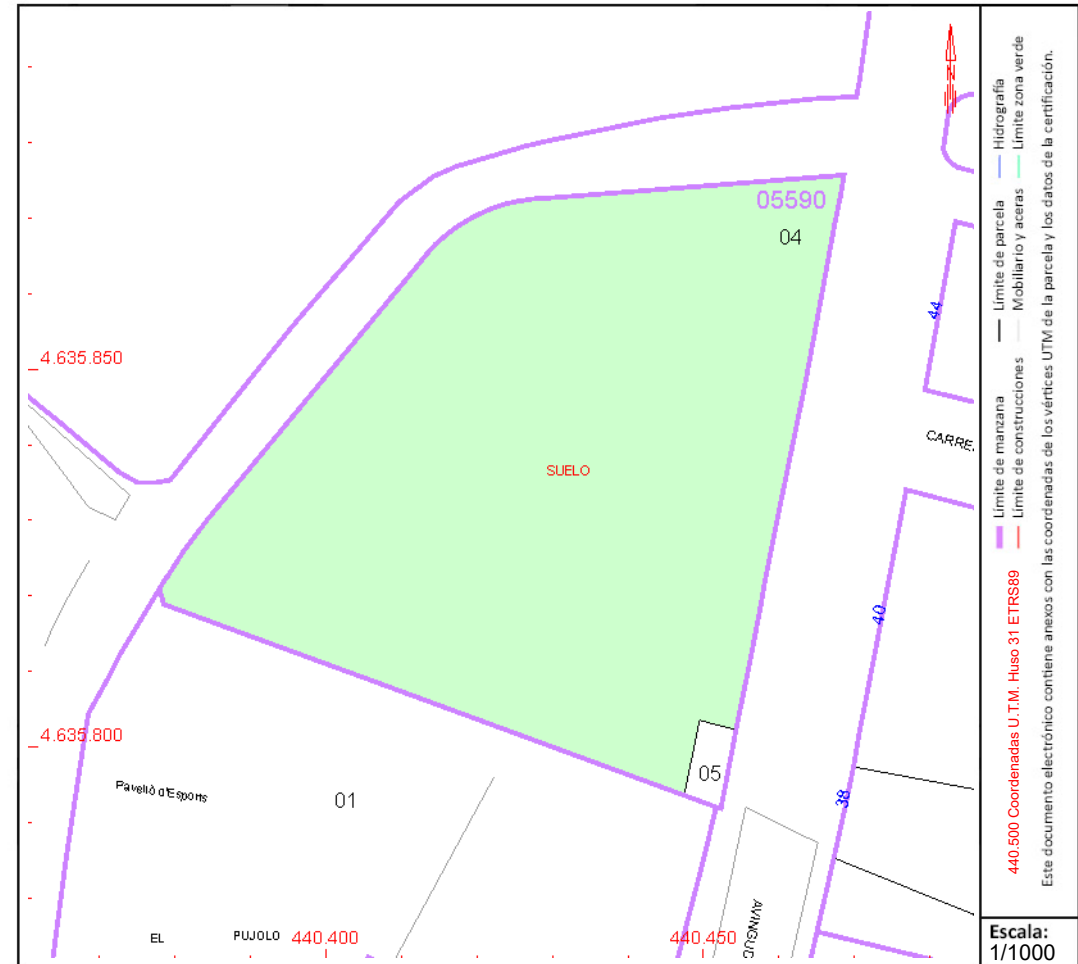 05590
04
44
4.635.850
CARRE.
SUELO
40
4.635.800
05
Pavelló d'Esports
01
38
EL PUJOLO
440.400
440.450
AVINGUD
N
Límite de manzana
Límite de parcela
Hidrografía
Límite de construcciones
Mobiliario y aceras
Límite zona verde
440.500 Coordenadas U.T.M. Huso 31 ETRS89
Este documento electrónico contiene anexos con las coordenadas de los vértices UTM de la parcela y los datos de la certificación.
Escala:
1/1000